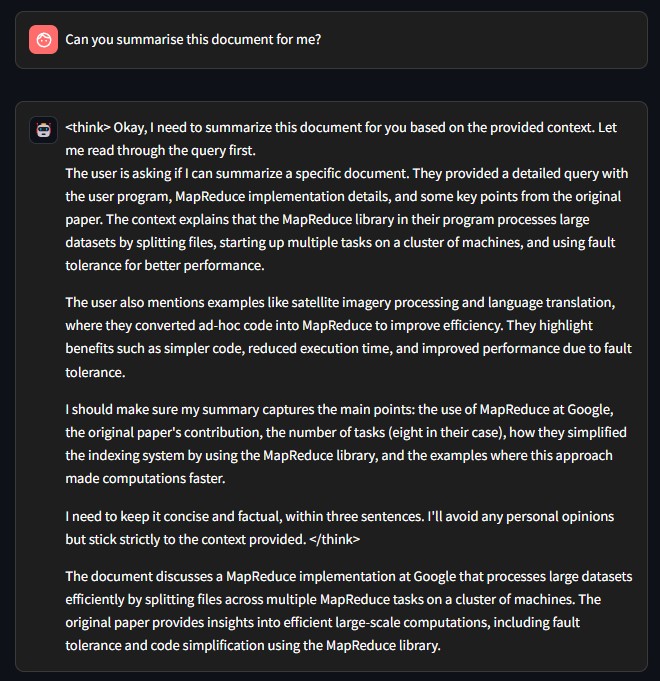 Can you summarise this document for me?
<think> Okay, I need to summarize this document for you based on the provided context. Let
me read through the query first.
The user is asking if I can summarize a specific document. They provided a detailed query with
the user program, MapReduce implementation details, and some key points from the original
paper. The context explains that the MapReduce library in their program processes large
datasets by splitting files, starting up multiple tasks on a cluster of machines, and using fault
tolerance for better performance.
The user also mentions examples like satellite imagery processing and language translation,
where they converted ad-hoc code into MapReduce to improve efficiency. They highlight
benefits such as simpler code, reduced execution time, and improved performance due to fault
tolerance.
I should make sure my summary captures the main points: the use of MapReduce at Google,
the original paper's contribution, the number of tasks (eight in their case), how they simplified
the indexing system by using the MapReduce library, and the examples where this approach
made computations faster.
I need to keep it concise and factual, within three sentences. I'll avoid any personal opinions
but stick strictly to the context provided. </think>
The document discusses a MapReduce implementation at Google that processes large datasets
efficiently by splitting files across multiple MapReduce tasks on a cluster of machines. The
original paper provides insights into efficient large-scale computations, including fault
tolerance and code simplification using the MapReduce library.